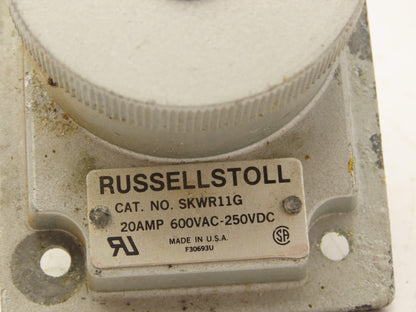 RUSSELLSTOLL
CAT. NO. SKWR11G
20AMP 600VAC-250VDC
MADE IN U.S.A.
F30693U